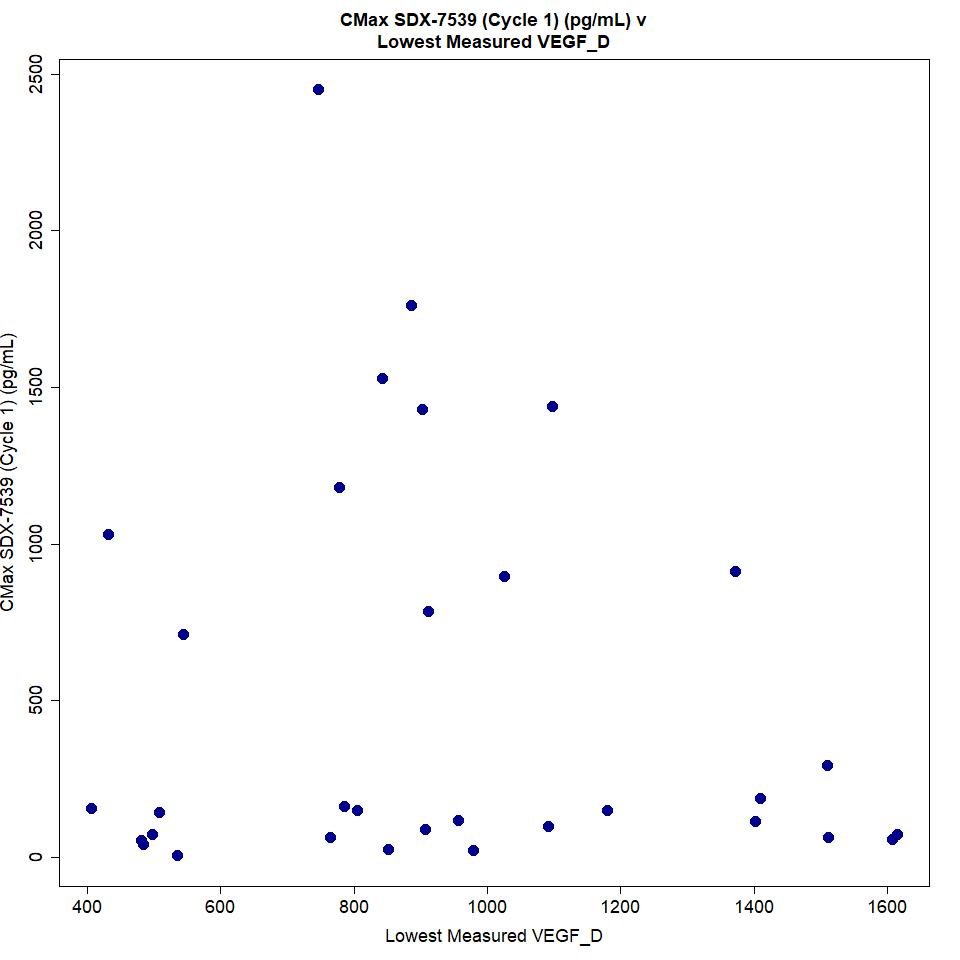 CMax SDX-7539 (Cycle 1) (pg/mL) v
Lowest Measured VEGF_D
CMax SDX-7539 (Cycle 1) (pg/mL)
2500
2000
1500
1000
500
0
400 600 800 1000 1200 1400 1600
Lowest Measured VEGF_D